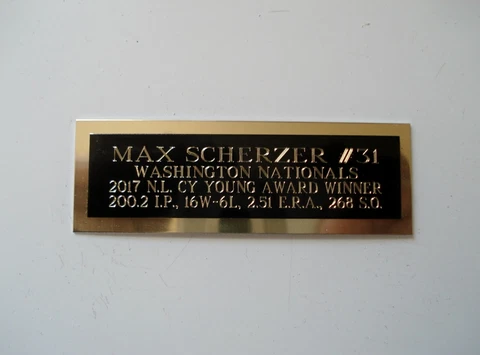 MAX SCHERZER #31
WASHINGTON NATIONALS
2017 N.L. CY YOUNG AWARD WINNER
200.2 I.P., 16W-6L, 2.51 E.R.A., 268 S.O.